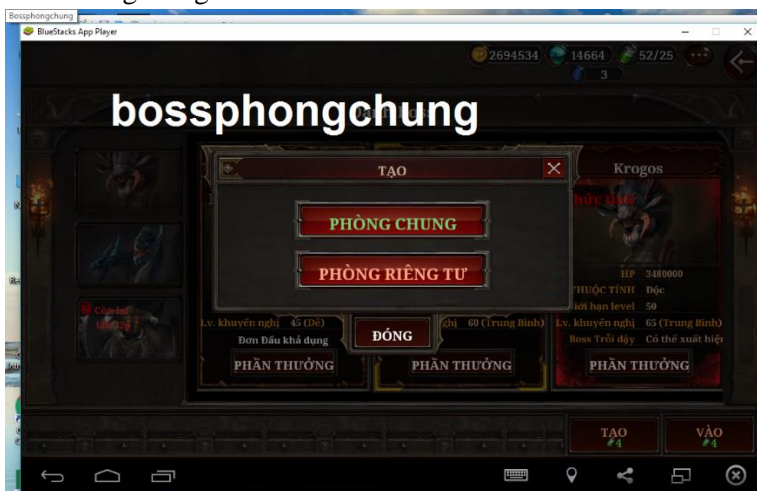 Bossphongchung
BlueStacks App Player
2694534 14664 52/25
3
bossphongchung
TẠO
PHÒNG CHUNG
PHÒNG RIÊNG TƯ
ĐÓNG
Krogos
HP 3480000
THUỘC TÍNH Độc
Giới hạn level 50
Lv. khuyến nghị 45 (Dễ)
Đơn Đấu khả dụng
PHẦN THƯỞNG
nghị 60 (Trung Bình)
PHẦN THƯỞNG
Lv. khuyến nghị 65 (Trung Bình)
Boss Trỗi dậy Có thể xuất hiện
PHẦN THƯỞNG
Còn lại
TẠO
4
VÀO
4